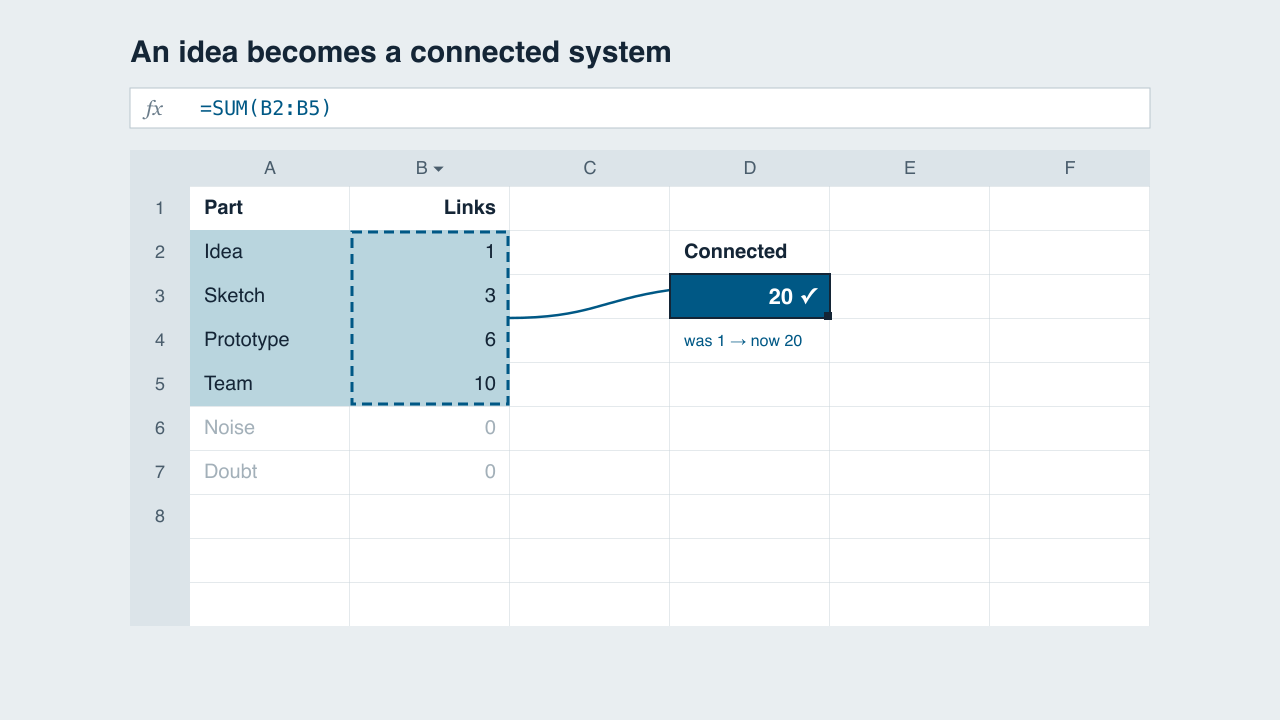 An idea becomes a connected system
fx =SUM(B2:B5)
A B C D E F
1 Part Links
2 Idea 1 Connected
3 Sketch 3 20 ✓
4 Prototype 6 was 1 → now 20
5 Team 10
6 Noise 0
7 Doubt 0
8